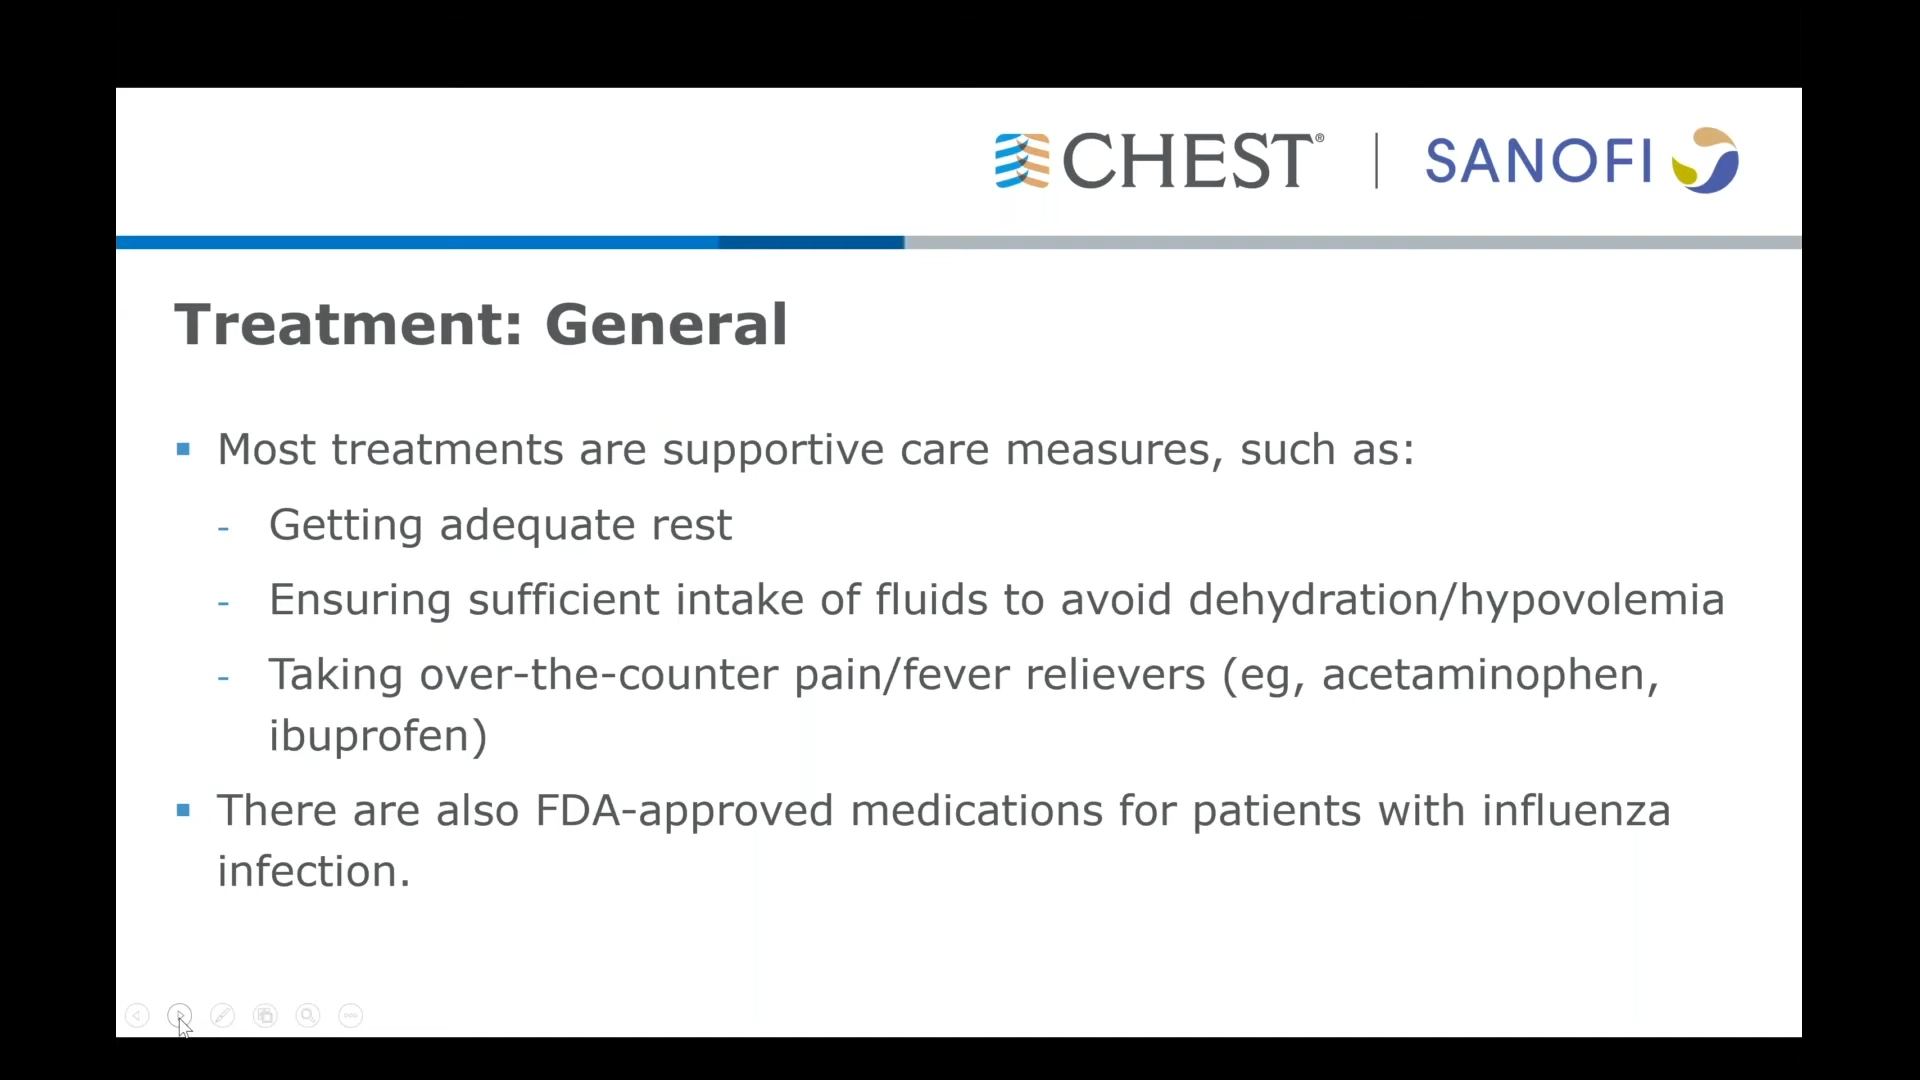 CHEST® | SANOFI
Treatment: General
▪ Most treatments are supportive care measures, such as:
- Getting adequate rest
- Ensuring sufficient intake of fluids to avoid dehydration/hypovolemia
- Taking over-the-counter pain/fever relievers (eg, acetaminophen,
ibuprofen)
▪ There are also FDA-approved medications for patients with influenza
infection.